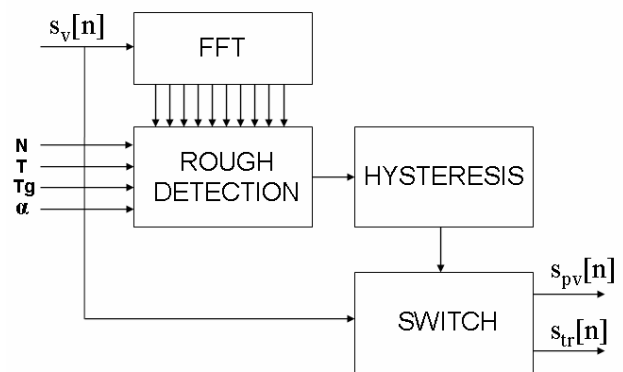 s_v[n]
FFT
N
T
Tg
α
ROUGH
DETECTION
HYSTERESIS
SWITCH
s_pv[n]
s_tr[n]